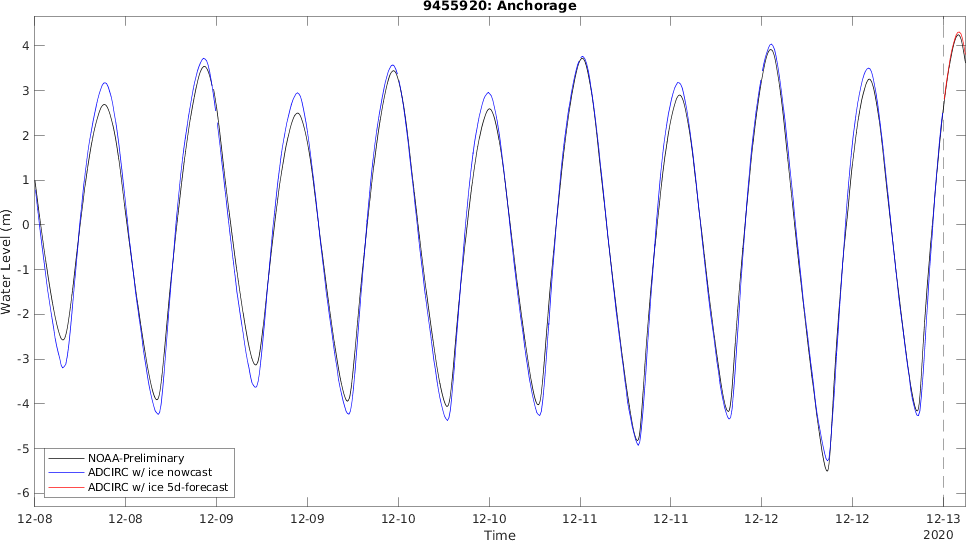 9455920: Anchorage
Water Level (m)
4
3
2
1
0
-1
-2
-3
-4
-5
-6
NOAA-Preliminary
ADCIRC w/ ice nowcast
ADCIRC w/ ice 5d-forecast
12-08 12-08 12-09 12-09 12-10 12-10 12-11 12-11 12-12 12-12 12-13
Time
2020